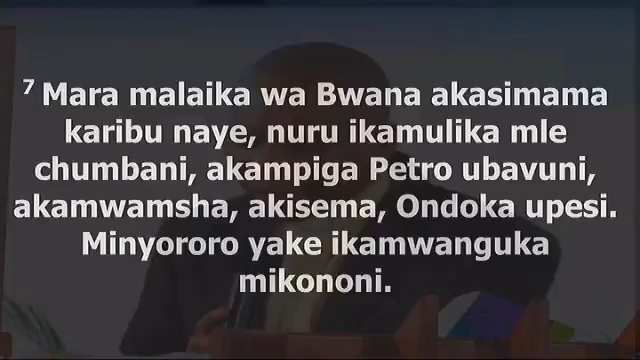 7 Mara malaika wa Bwana akasimama
karibu naye, nuru ikamulika mle
chumbani, akampiga Petro ubavuni,
akamwamsha, akisema, Ondoka upesi.
Minyororo yake ikamwanguka
mikononi.